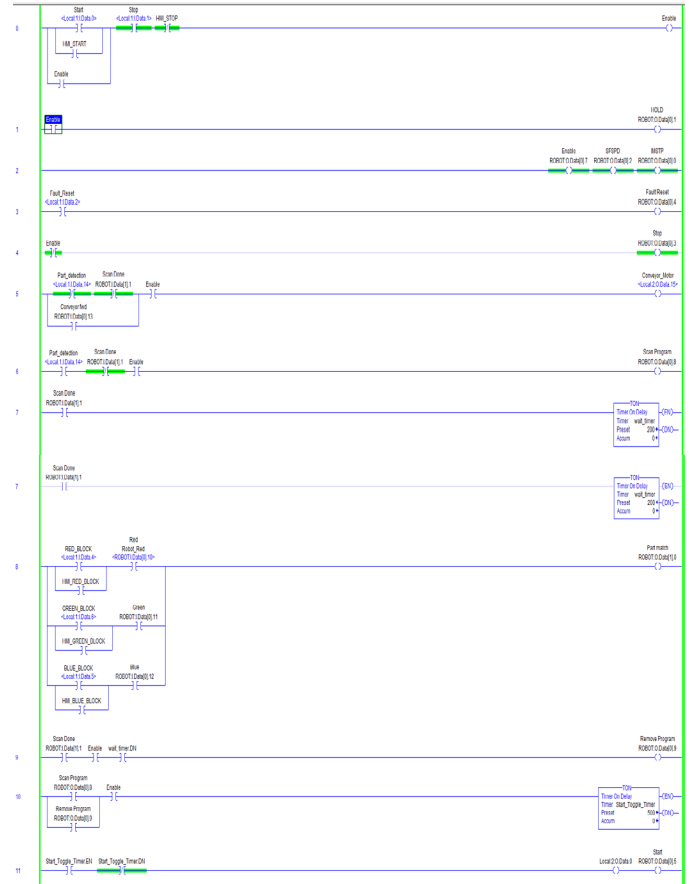 Start
<Local:1:I.Data.0>
Stop
<Local:1:I.Data.1>
HMI_STOP
Enable
0
HMI_START
Enable
Enable
HOLD
ROBOT:O.Data[0].1
1
Enable
ROBOT:O.Data[0].7
SFSPD
ROBOT:O.Data[0].2
IMSTP
ROBOT:O.Data[0].0
2
Fault_Reset
<Local:1:I.Data.2>
Fault Reset
ROBOT:O.Data[0].4
3
Enable
Stop
ROBOT:O.Data[0].3
4
Part_detection
<Local:1:I.Data.14>
Scan Done
ROBOT:I.Data[1].1
Enable
Conveyor_Motor
<Local:2:O.Data.15>
5
Conveyor fwd
ROBOT:I.Data[0].13
Part_detection
<Local:1:I.Data.14>
Scan Done
ROBOT:I.Data[1].1
Enable
Scan Program
ROBOT:O.Data[0].8
6
Scan Done
ROBOT:I.Data[1].1
7
TON
Timer On Delay
Timer wait_timer
Preset 200
Accum 0
(EN)
(DN)
Scan Done
ROBOT:I.Data[1].1
7
TON
Timer On Delay
Timer wait_timer
Preset 200
Accum 0
(EN)
(DN)
RED_BLOCK
<Local:1:I.Data.4>
Red
Robot_Red
<ROBOT:I.Data[0].10>
Part match
ROBOT:O.Data[1].0
8
HMI_RED_BLOCK
GREEN_BLOCK
<Local:1:I.Data.6>
Green
ROBOT:I.Data[0].11
HMI_GREEN_BLOCK
BLUE_BLOCK
<Local:1:I.Data.5>
Blue
ROBOT:I.Data[0].12
HMI_BLUE_BLOCK
Scan Done
ROBOT:I.Data[1].1
Enable
wait_timer.DN
Remove Program
ROBOT:O.Data[0].9
9
Scan Program
ROBOT:O.Data[0].8
Enable
10
Remove Program
ROBOT:O.Data[0].9
TON
Timer On Delay
Timer Start_Toggle_Timer
Preset 500
Accum 0
(EN)
(DN)
Start_Toggle_Timer.EN
Start_Toggle_Timer.DN
Local:2:O.Data.0
Start
ROBOT:O.Data[0].5
11